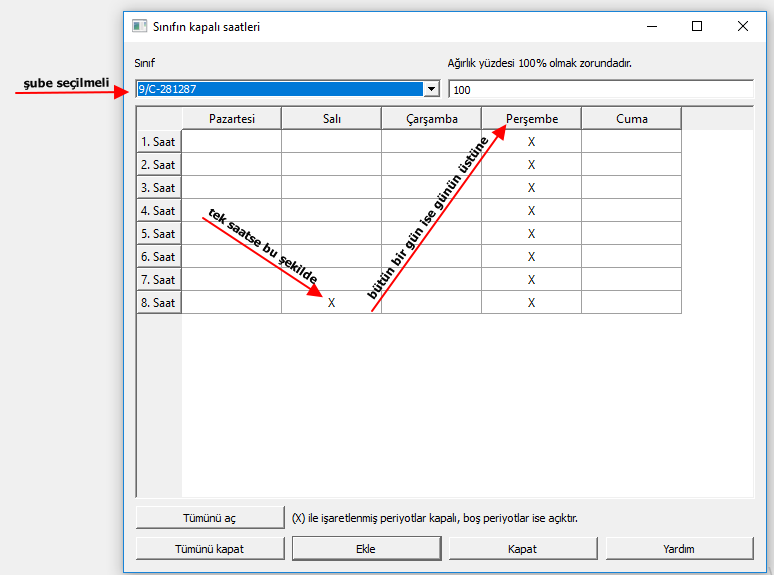 Sınıfın kapalı saatleri
Sınıf
Ağırlık yüzdesi 100% olmak zorundadır.
şube seçilmeli
9/C-281287
100
Pazartesi Salı Çarşamba Perşembe Cuma
1. Saat X
2. Saat X
3. Saat X
4. Saat X
5. Saat X
6. Saat X
7. Saat X
8. Saat X X
tek saatse bu şekilde
bütün bir gün ise günün üstüne
Tümünü aç
(X) ile işaretlenmiş periyotlar kapalı, boş periyotlar ise açıktır.
Tümünü kapat Ekle Kapat Yardım